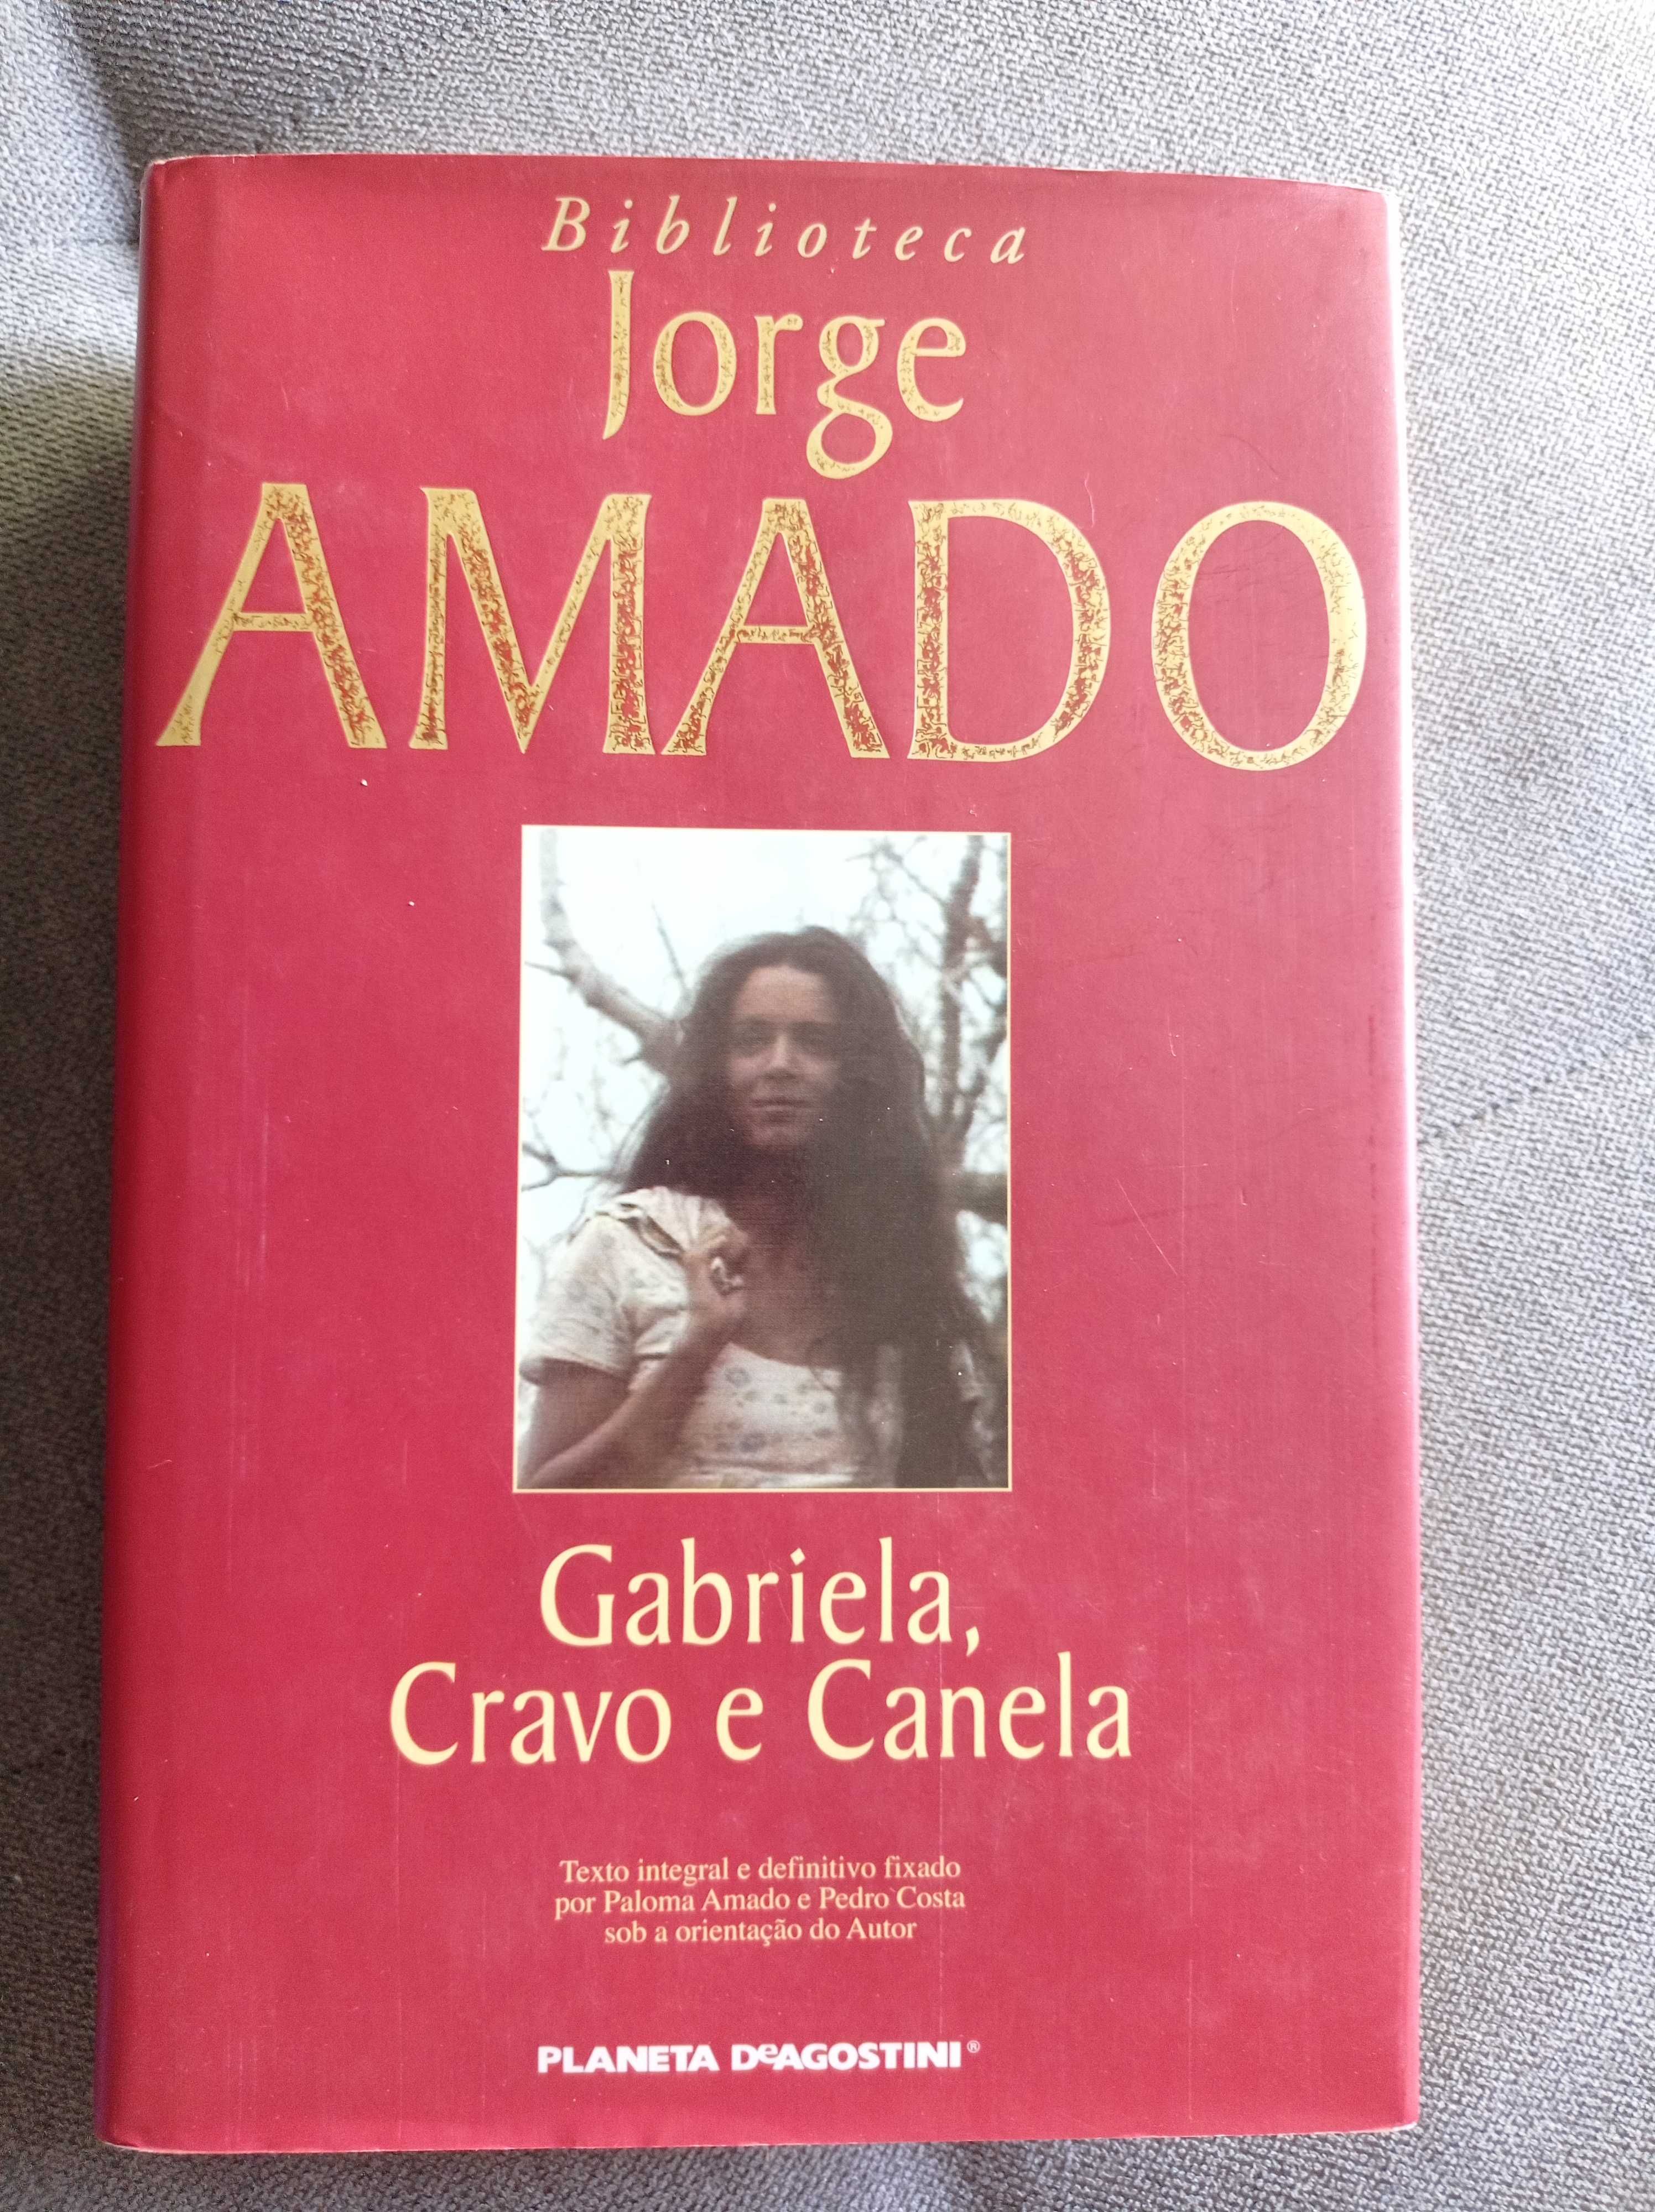 Biblioteca
Jorge
AMADO
Gabriela,
Cravo e Canela
Texto integral e definitivo fixado
por Paloma Amado e Pedro Costa
sob a orientação do Autor
PLANETA DeAGOSTINI®